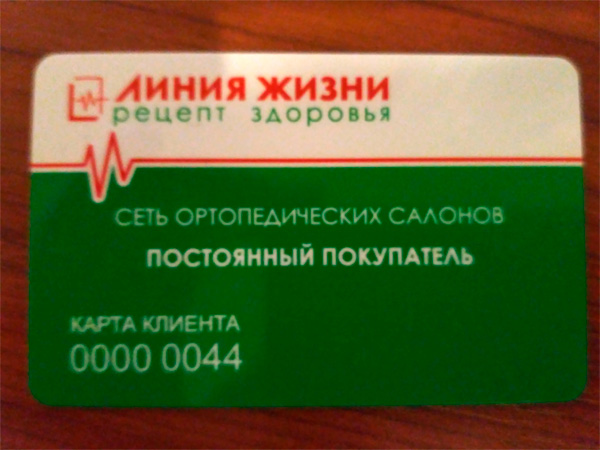 ЛИНИЯ ЖИЗНИ
рецепт здоровья
СЕТЬ ОРТОПЕДИЧЕСКИХ САЛОНОВ
ПОСТОЯННЫЙ ПОКУПАТЕЛЬ
КАРТА КЛИЕНТА
0000 0044